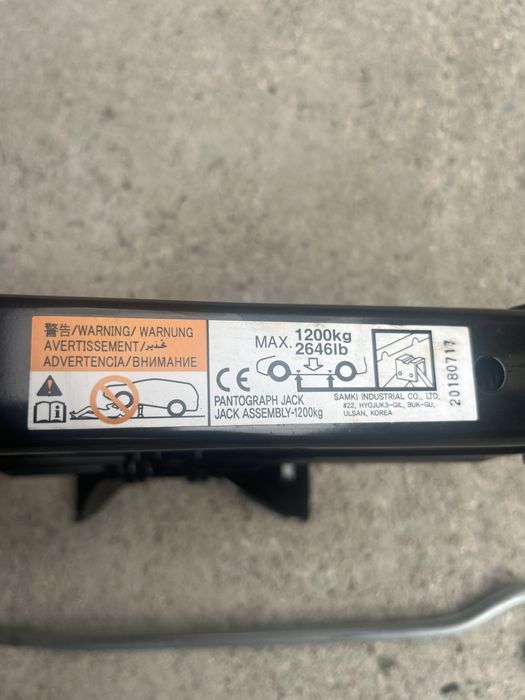 警告/WARNING/ WARNUNG
AVERTISSEMENT/تحذير
ADVERTENCIA/ВНИМАНИЕ
MAX. 1200kg
2646lb
CE
PANTOGRAPH JACK
JACK ASSEMBLY-1200kg
SAMKI INDUSTRIAL CO., LTD.
#22, HYOJUK3-GIL, BUK-GU,
ULSAN, KOREA
20180717